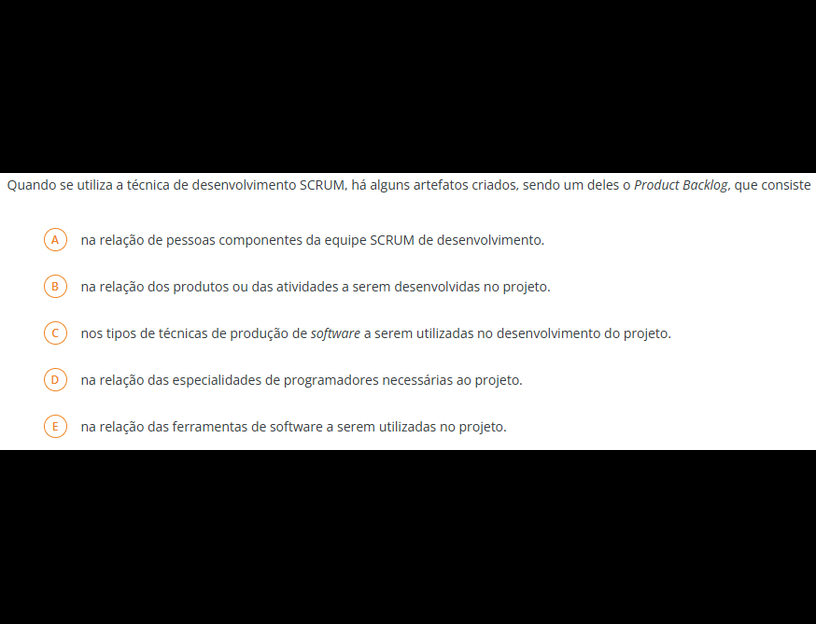 Quando se utiliza a técnica de desenvolvimento SCRUM, há alguns artefatos criados, sendo um deles o Product Backlog, que consiste
A na relação de pessoas componentes da equipe SCRUM de desenvolvimento.
B na relação dos produtos ou das atividades a serem desenvolvidas no projeto.
C nos tipos de técnicas de produção de software a serem utilizadas no desenvolvimento do projeto.
D na relação das especialidades de programadores necessárias ao projeto.
E na relação das ferramentas de software a serem utilizadas no projeto.